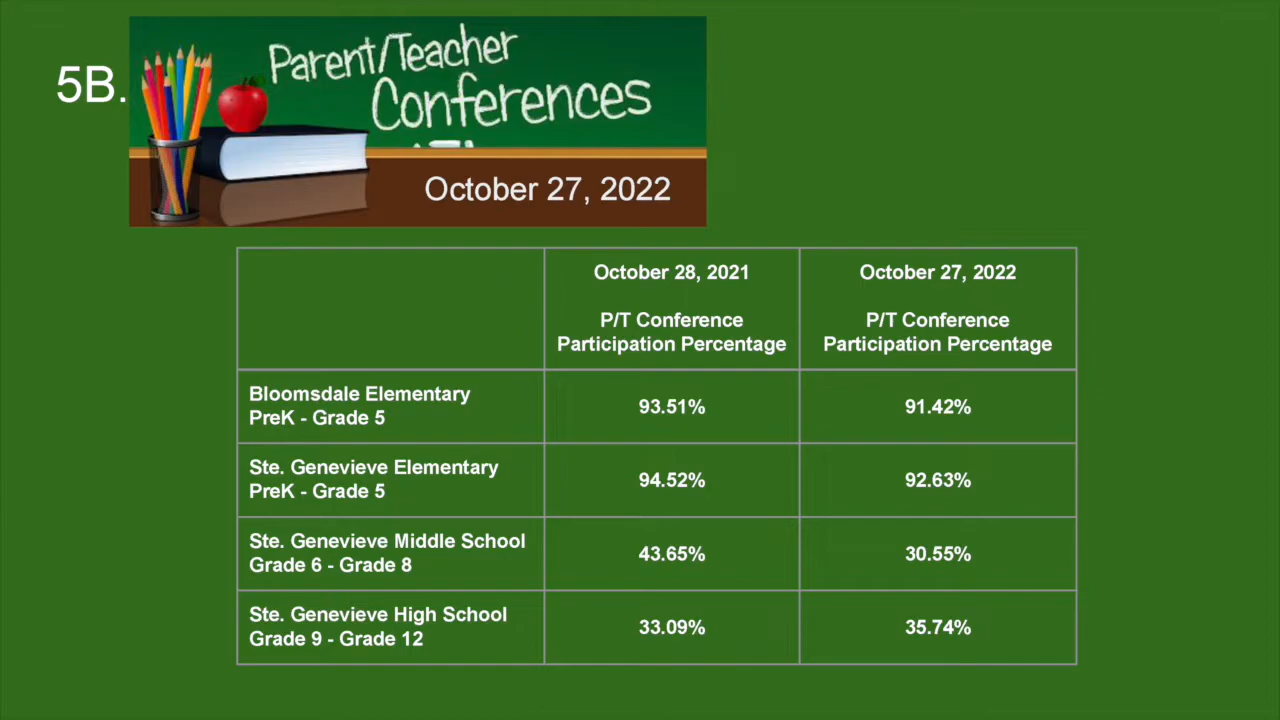 5B.
Parent/Teacher
Conferences
October 27, 2022
October 28, 2021
P/T Conference
Participation Percentage
October 27, 2022
P/T Conference
Participation Percentage
Bloomsdale Elementary
PreK - Grade 5
93.51%
91.42%
Ste. Genevieve Elementary
PreK - Grade 5
94.52%
92.63%
Ste. Genevieve Middle School
Grade 6 - Grade 8
43.65%
30.55%
Ste. Genevieve High School
Grade 9 - Grade 12
33.09%
35.74%